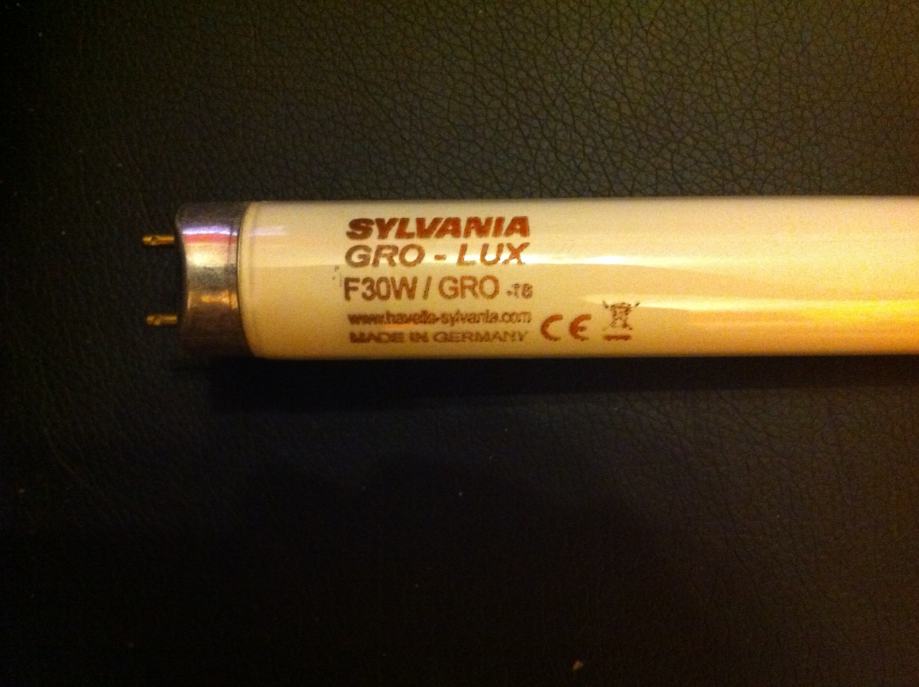 SYLVANIA
GRO - LUX
F30W / GRO -T8
www.havells-sylvania.com
MADE IN GERMANY CE